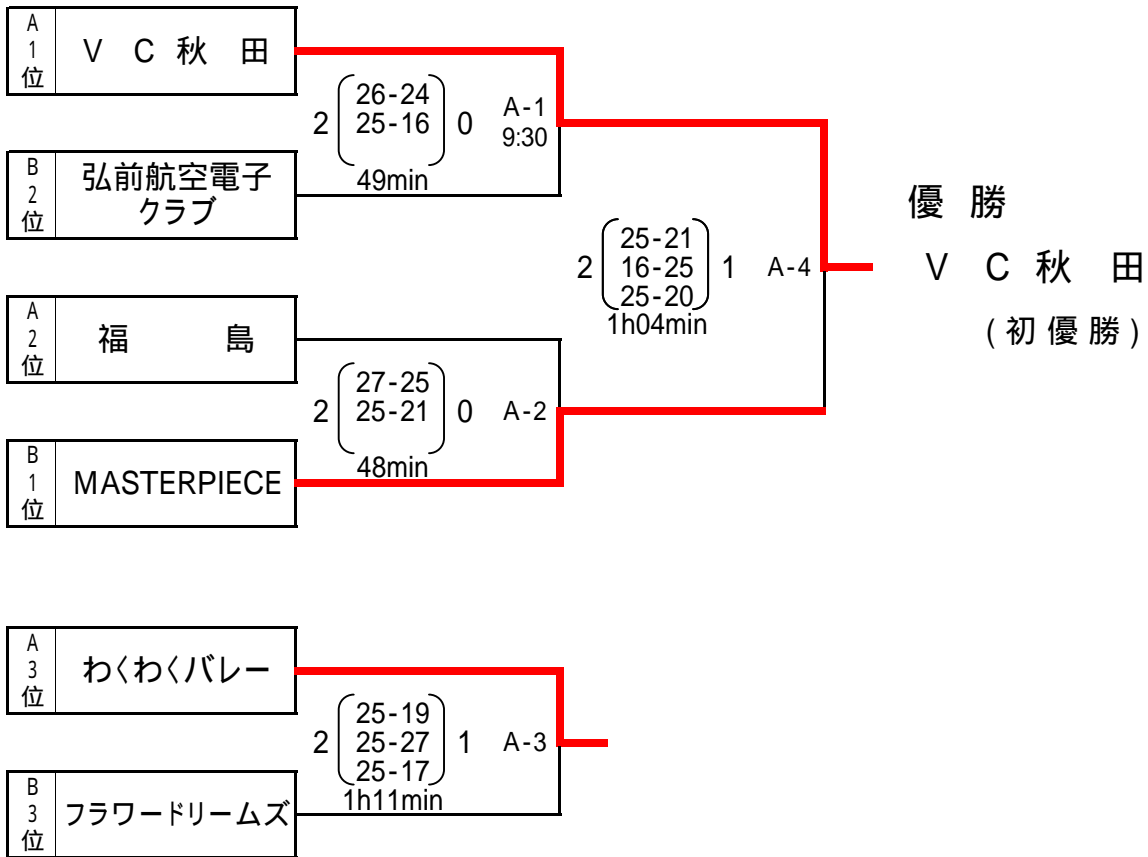 A
1
位
V C 秋 田
26-24
2 25-16 0
A-1
9:30
49min
B
2
位
弘前航空電子
クラブ
25-21
2 16-25 1 A-4
25-20
1h04min
優 勝
V C 秋 田
(初優勝)
A
2
位
福 島
27-25
2 25-21 0 A-2
48min
B
1
位
MASTERPIECE
A
3
位
わくわくバレー
25-19
2 25-27 1 A-3
25-17
1h11min
B
3
位
フラワードリームズ